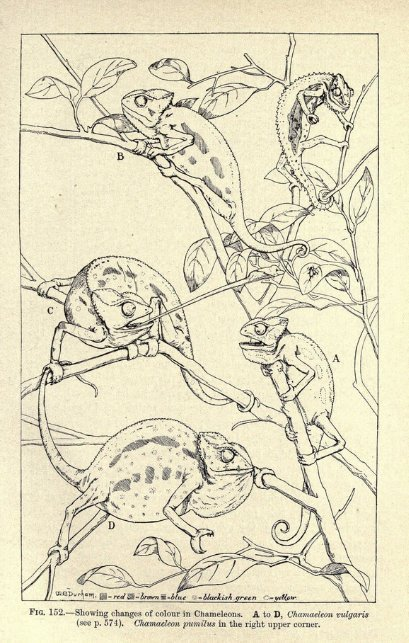 B
C
A
D
W.B.Durham. -red -brown -blue -blackish green -yellow
FIG. 152.—Showing changes of colour in Chameleons. A to D, Chamaeleon vulgaris
(see p. 574). Chamaeleon pumilus in the right upper corner.